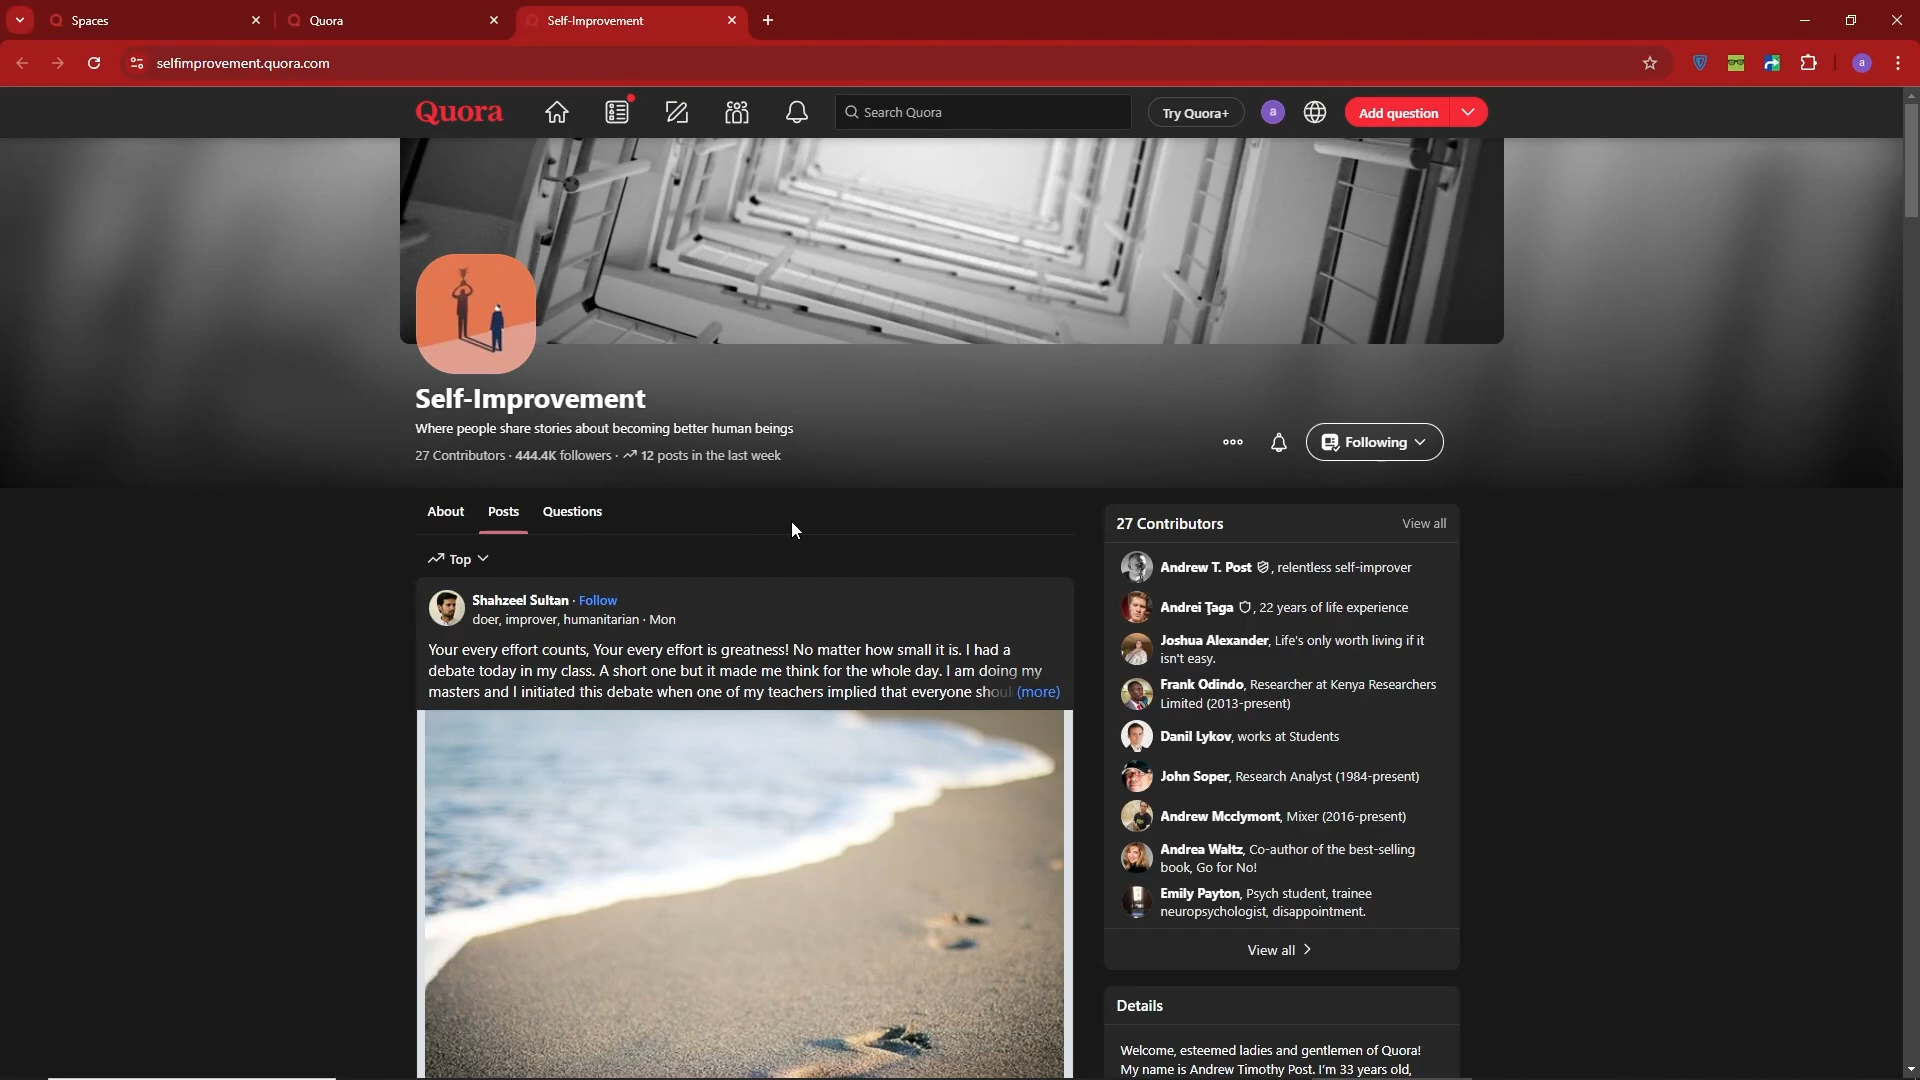 Spaces
Quora
Self-Improvement
selfimprovement.quora.com
a
Quora
Search Quora
Try Quora+
a
Add question
Self-Improvement
Where people share stories about becoming better human beings
27 Contributors · 444.4K followers · 12 posts in the last week
Following
About
Posts
Questions
Top
Shahzeel Sultan · Follow
doer, improver, humanitarian · Mon
Your every effort counts, Your every effort is greatness! No matter how small it is. I had a
debate today in my class. A short one but it made me think for the whole day. I am doing my
masters and I initiated this debate when one of my teachers implied that everyone shoul (more)
27 Contributors
View all
Andrew T. Post, relentless self-improver
Andrei Țaga, 22 years of life experience
Joshua Alexander, Life's only worth living if it
isn't easy.
Frank Odindo, Researcher at Kenya Researchers
Limited (2013-present)
Danil Lykov, works at Students
John Soper, Research Analyst (1984-present)
Andrew Mcclymont, Mixer (2016-present)
Andrea Waltz, Co-author of the best-selling
book, Go for No!
Emily Payton, Psych student, trainee
neuropsychologist, disappointment.
View all
Details
Welcome, esteemed ladies and gentlemen of Quora!
My name is Andrew Timothy Post. I'm 33 years old,